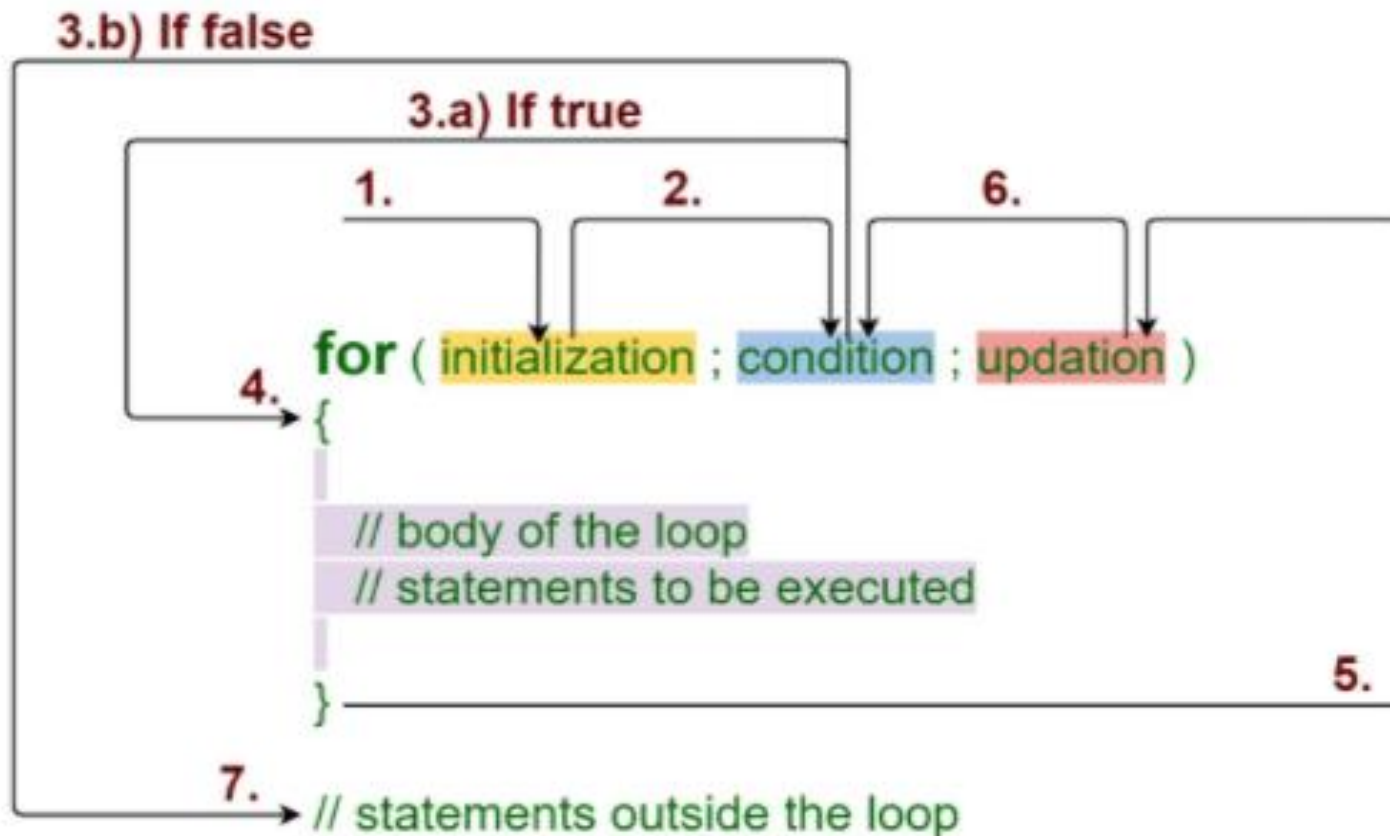 3.b) If false
3.a) If true
1. 2. 6.
for ( initialization ; condition ; updation )
4.
{
// body of the loop
// statements to be executed
5.
}
7.
// statements outside the loop